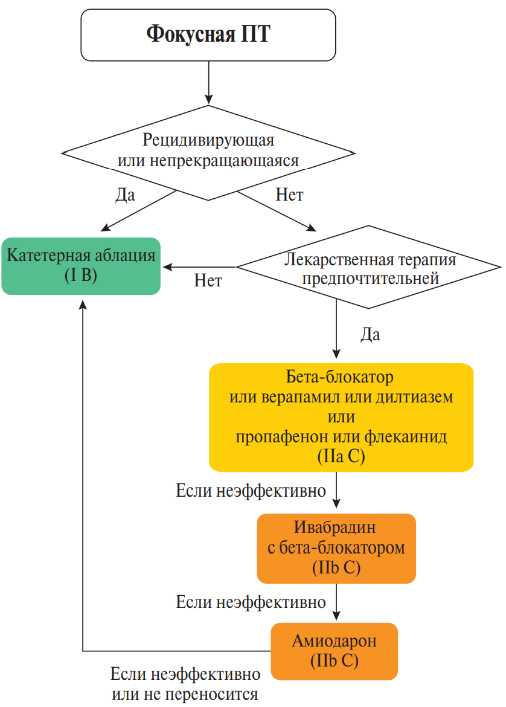 Фокусная ПТ
Рецидивирующая
или непрекращающаяся
Да
Нет
Катетерная аблация
(I B)
Нет
Лекарственная терапия
предпочтительней
Да
Бета-блокатор
или верапамил или дилтиазем
или
пропафенон или флекаинид
(IIa C)
Если неэффективно
Ивабрадин
с бета-блокатором
(IIb C)
Если неэффективно
Амиодарон
(IIb C)
Если неэффективно
или не переносится